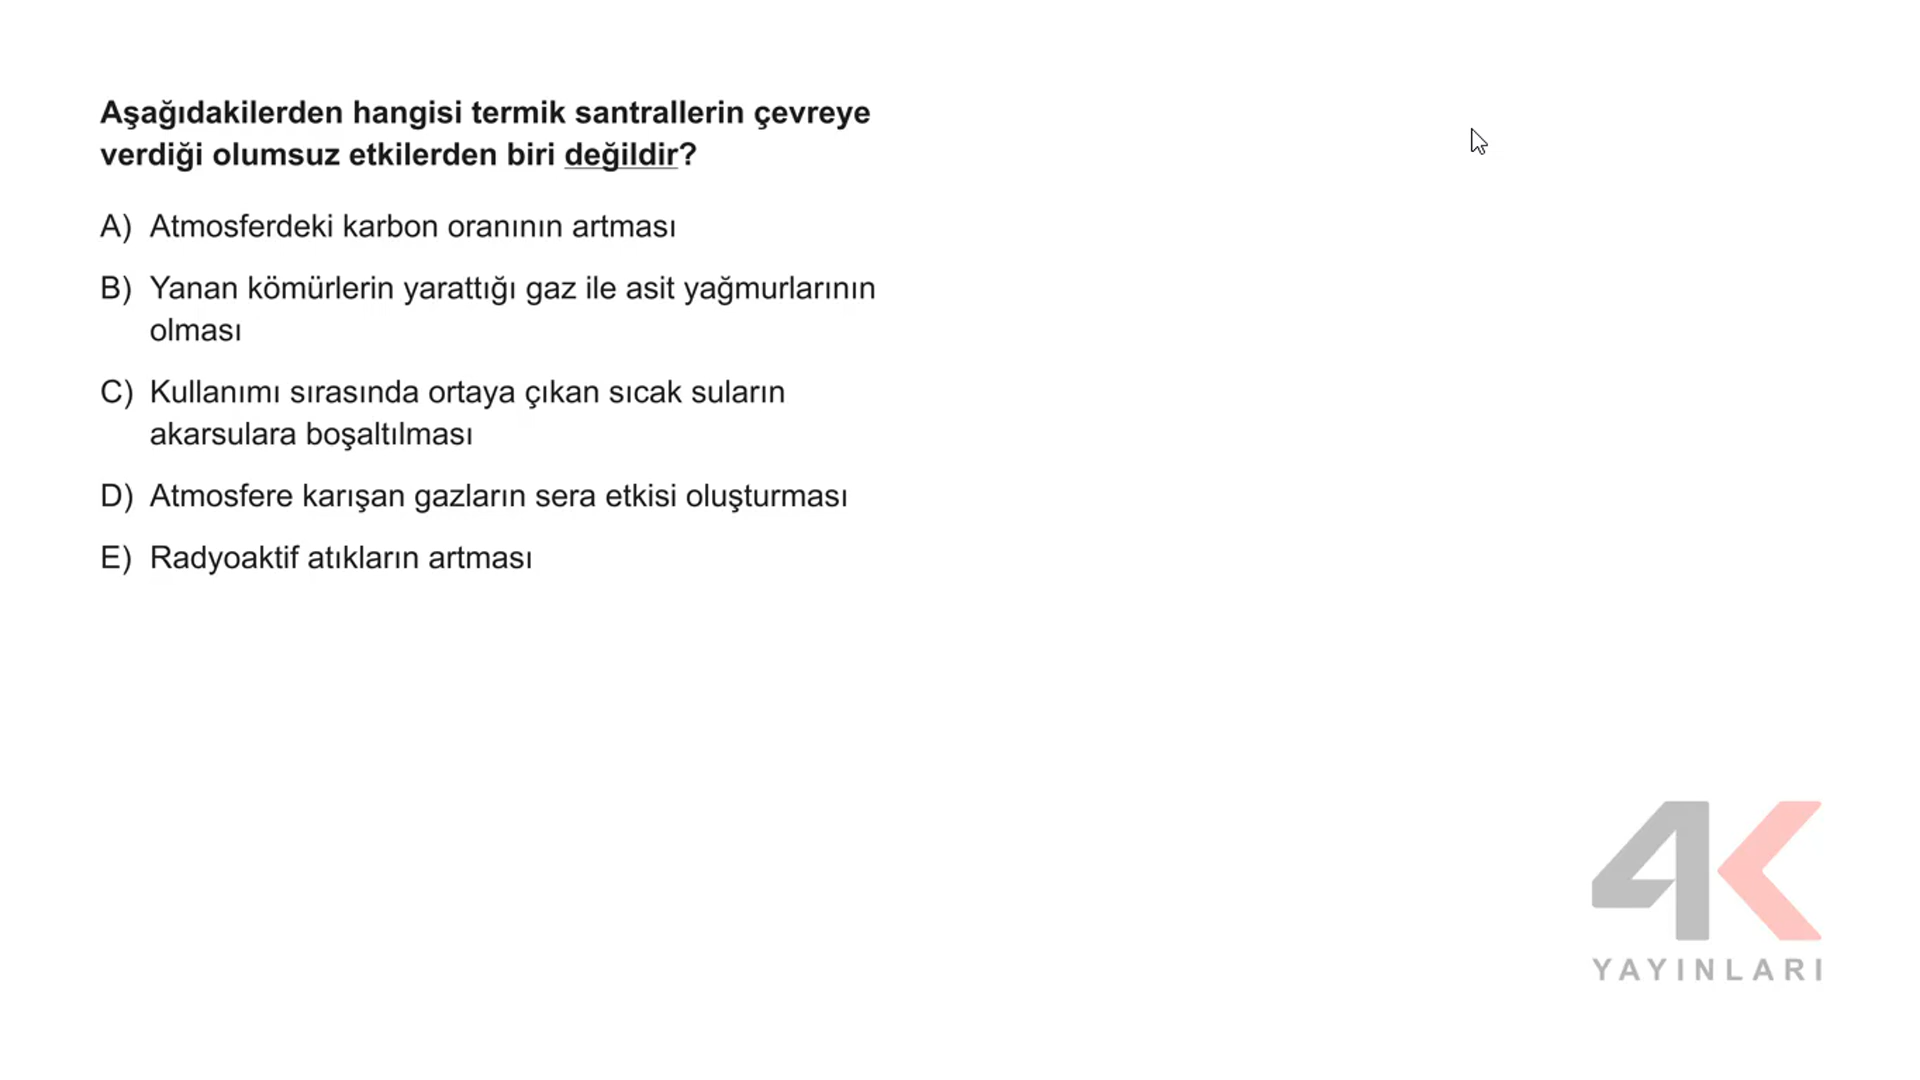 Aşağıdakilerden hangisi termik santrallerin çevreye
verdiği olumsuz etkilerden biri değildir?
A) Atmosferdeki karbon oranının artması
B) Yanan kömürlerin yarattığı gaz ile asit yağmurlarının
olması
C) Kullanımı sırasında ortaya çıkan sıcak suların
akarsulara boşaltılması
D) Atmosfere karışan gazların sera etkisi oluşturması
E) Radyoaktif atıkların artması
4K
YAYINLARI